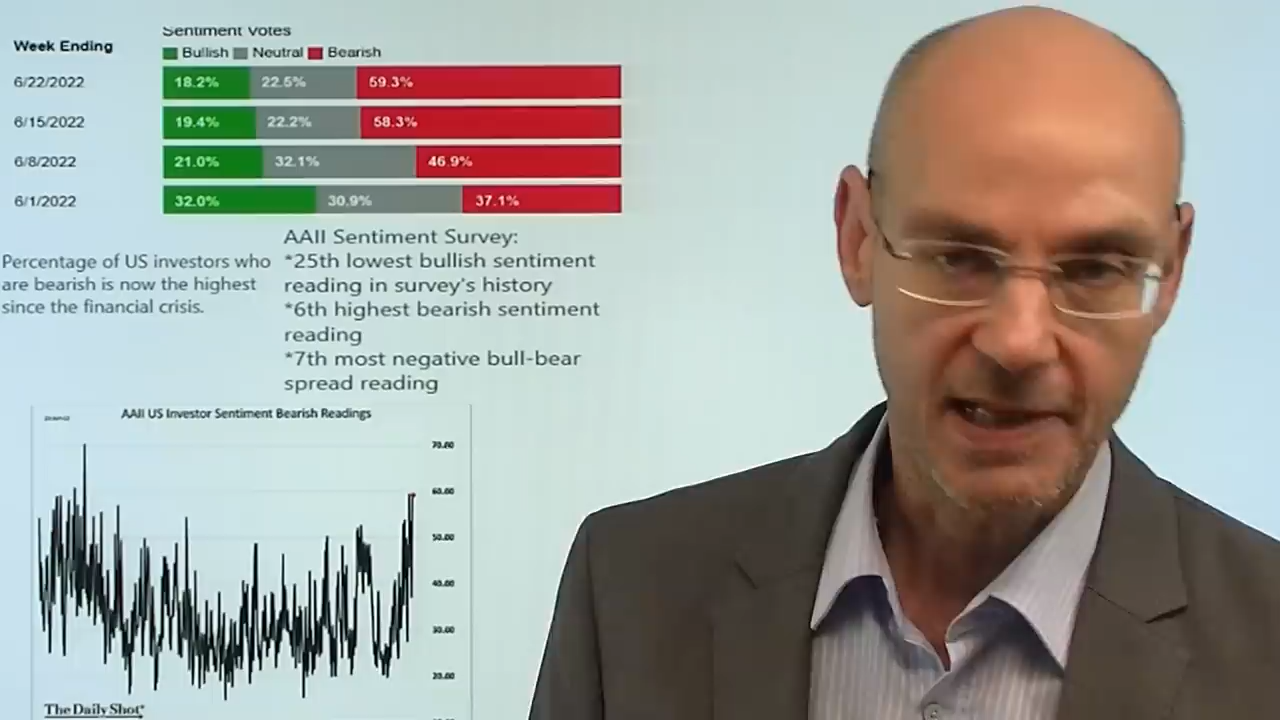 Sentiment Votes
Week Ending
Bullish Neutral Bearish
6/22/2022 18.2% 22.5% 59.3%
6/15/2022 19.4% 22.2% 58.3%
6/8/2022 21.0% 32.1% 46.9%
6/1/2022 32.0% 30.9% 37.1%
Percentage of US investors who
are bearish is now the highest
since the financial crisis.
AAII Sentiment Survey:
*25th lowest bullish sentiment
reading in survey's history
*6th highest bearish sentiment
reading
*7th most negative bull-bear
spread reading
AAII US Investor Sentiment Bearish Readings
70.00
60.00
50.00
40.00
30.00
20.00
The Daily Shot